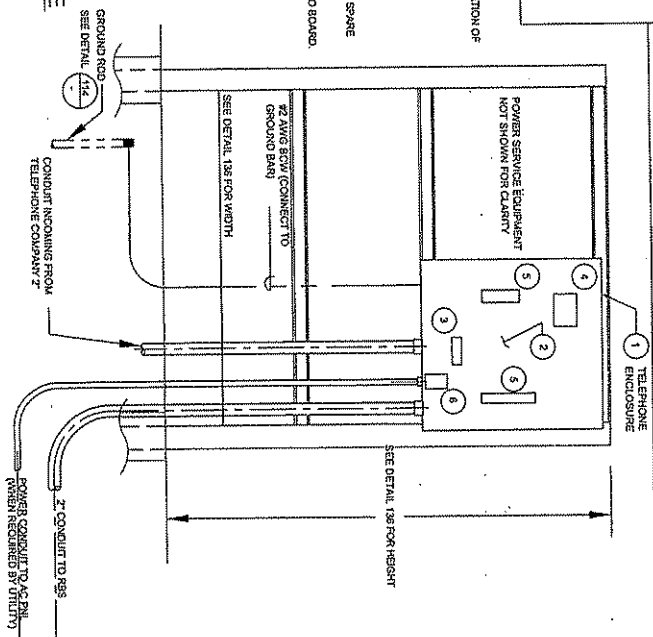 TION OF
SPARE
D BOARD.
1
TELEPHONE
ENCLOSURE
POWER SERVICE EQUIPMENT
NOT SHOWN FOR CLARITY
4
5
2
5
3
6
#2 AWG BCW (CONNECT TO
GROUND BAR)
SEE DETAIL 136 FOR WIDTH
SEE DETAIL 136 FOR HEIGHT
GROUND ROD
SEE DETAIL
114
-
CONDUIT INCOMING FROM
TELEPHONE COMPANY 2"
2" CONDUIT TO RBS
POWER CONDUIT TO AC PNL
(WHEN REQUIRED BY UTILITY)